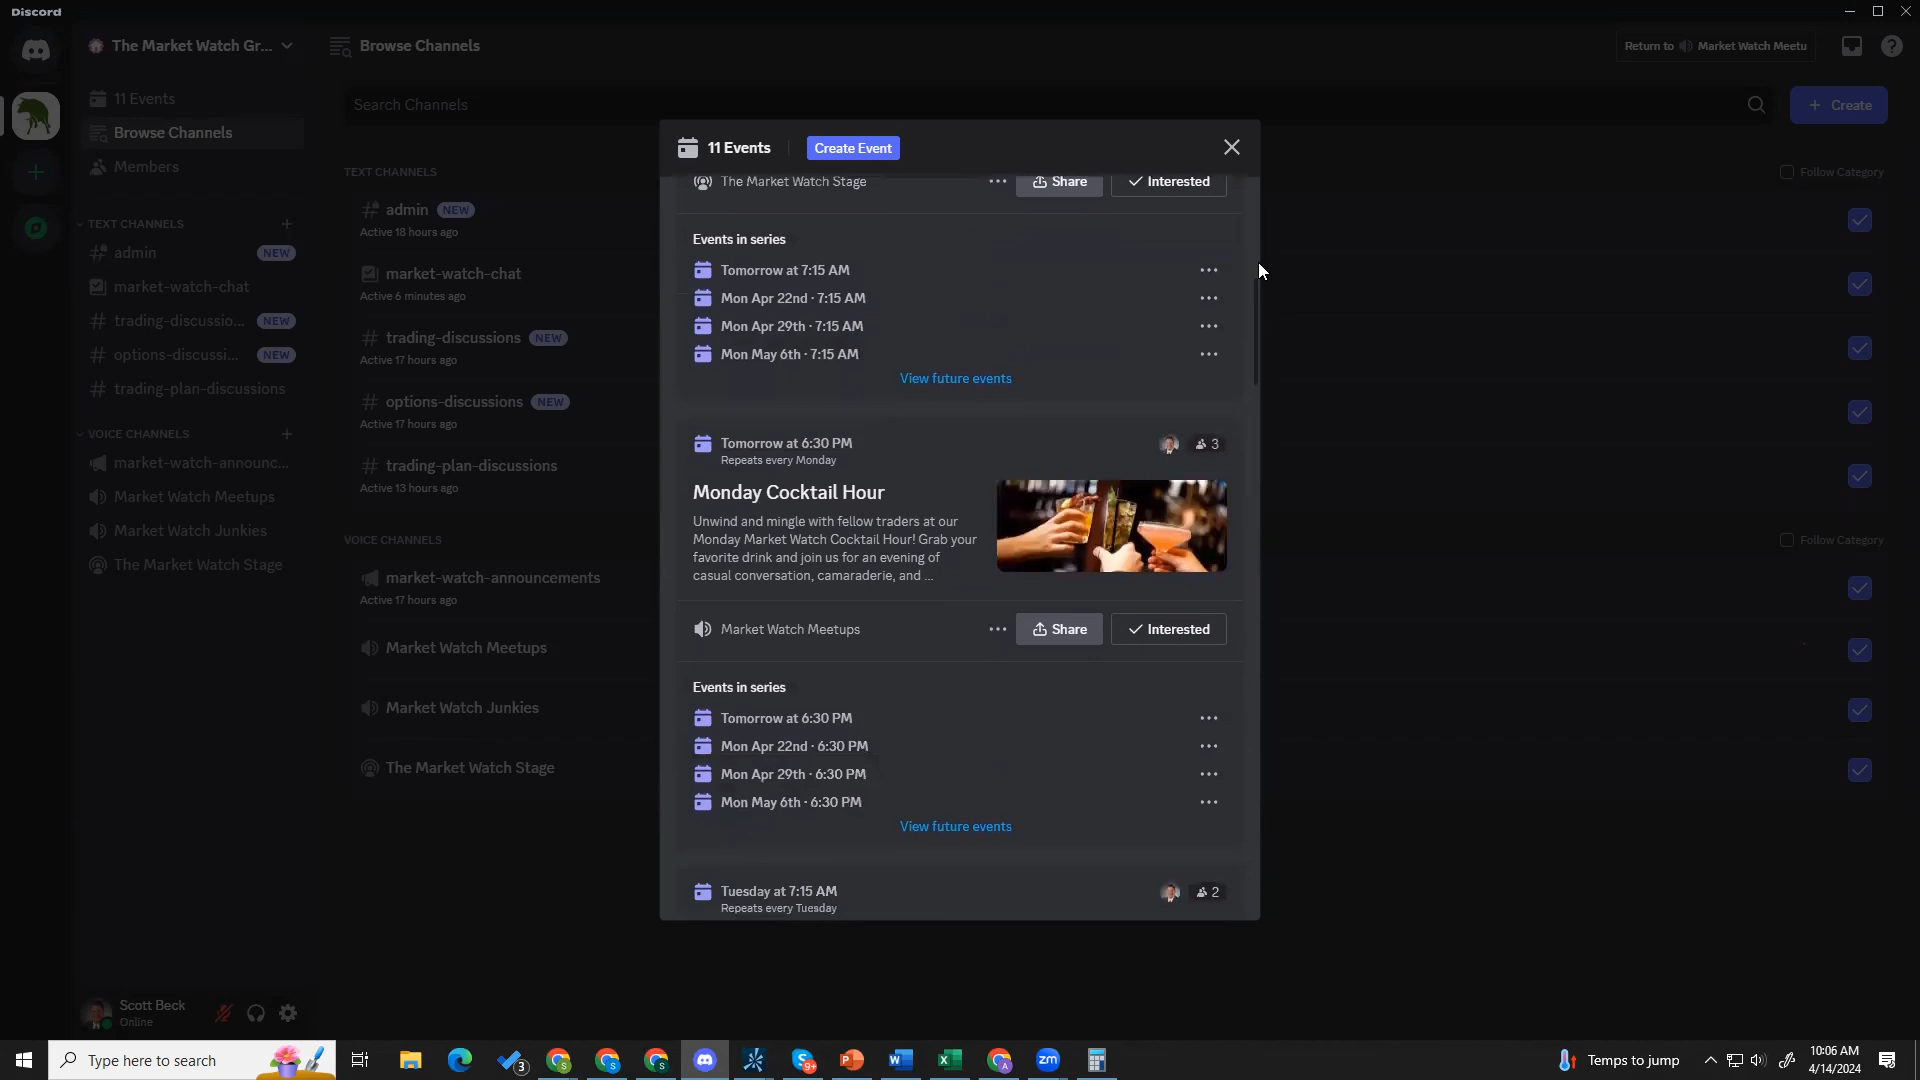 Discord
The Market Watch Gr...
Browse Channels
Return to Market Watch Meetu
11 Events
Browse Channels
Members
Search Channels
+ Create
TEXT CHANNELS
admin NEW
market-watch-chat
trading-discussio... NEW
options-discussi... NEW
trading-plan-discussions
VOICE CHANNELS
market-watch-announc...
Market Watch Meetups
Market Watch Junkies
The Market Watch Stage
TEXT CHANNELS
Follow Category
admin NEW
Active 18 hours ago
market-watch-chat
Active 6 minutes ago
trading-discussions NEW
Active 17 hours ago
options-discussions NEW
Active 17 hours ago
trading-plan-discussions
Active 13 hours ago
VOICE CHANNELS
Follow Category
market-watch-announcements
Active 17 hours ago
Market Watch Meetups
Market Watch Junkies
The Market Watch Stage
11 Events
Create Event
The Market Watch Stage
Share
Interested
Events in series
Tomorrow at 7:15 AM
Mon Apr 22nd · 7:15 AM
Mon Apr 29th · 7:15 AM
Mon May 6th · 7:15 AM
View future events
Tomorrow at 6:30 PM
3
Repeats every Monday
Monday Cocktail Hour
Unwind and mingle with fellow traders at our
Monday Market Watch Cocktail Hour! Grab your
favorite drink and join us for an evening of
casual conversation, camaraderie, and ...
Market Watch Meetups
Share
Interested
Events in series
Tomorrow at 6:30 PM
Mon Apr 22nd · 6:30 PM
Mon Apr 29th · 6:30 PM
Mon May 6th · 6:30 PM
View future events
Tuesday at 7:15 AM
2
Repeats every Tuesday
Scott Beck
Online
Type here to search
3
S
S
S
9+
A
zm
Temps to jump
10:06 AM
4/14/2024